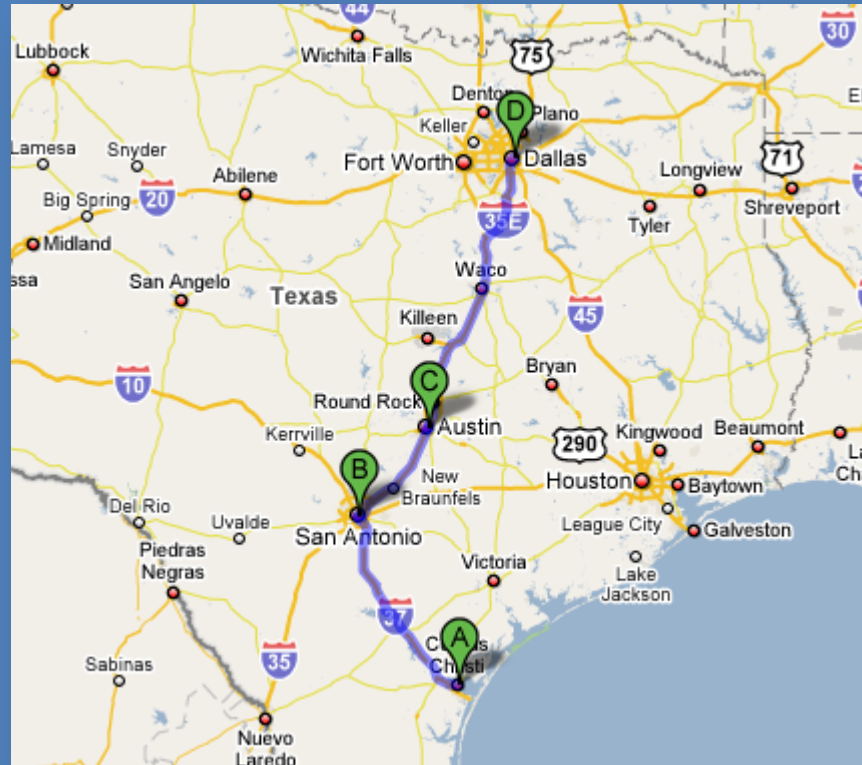 44
75
30
Lubbock
Wichita Falls
Denton
D
Plano
Keller
Lamesa
Snyder
Fort Worth
Dallas
71
Abilene
Longview
Big Spring
20
35E
Tyler
Shreveport
Midland
Waco
San Angelo
Texas
Killeen
45
10
C
Bryan
Round Rock
Austin
290
Kingwood
Beaumont
Kerrville
B
New
Braunfels
Houston
Baytown
Del Rio
Uvalde
San Antonio
League City
Galveston
Piedras
Negras
Victoria
Lake
Jackson
37
A
Christi
Sabinas
35
Nuevo
Laredo